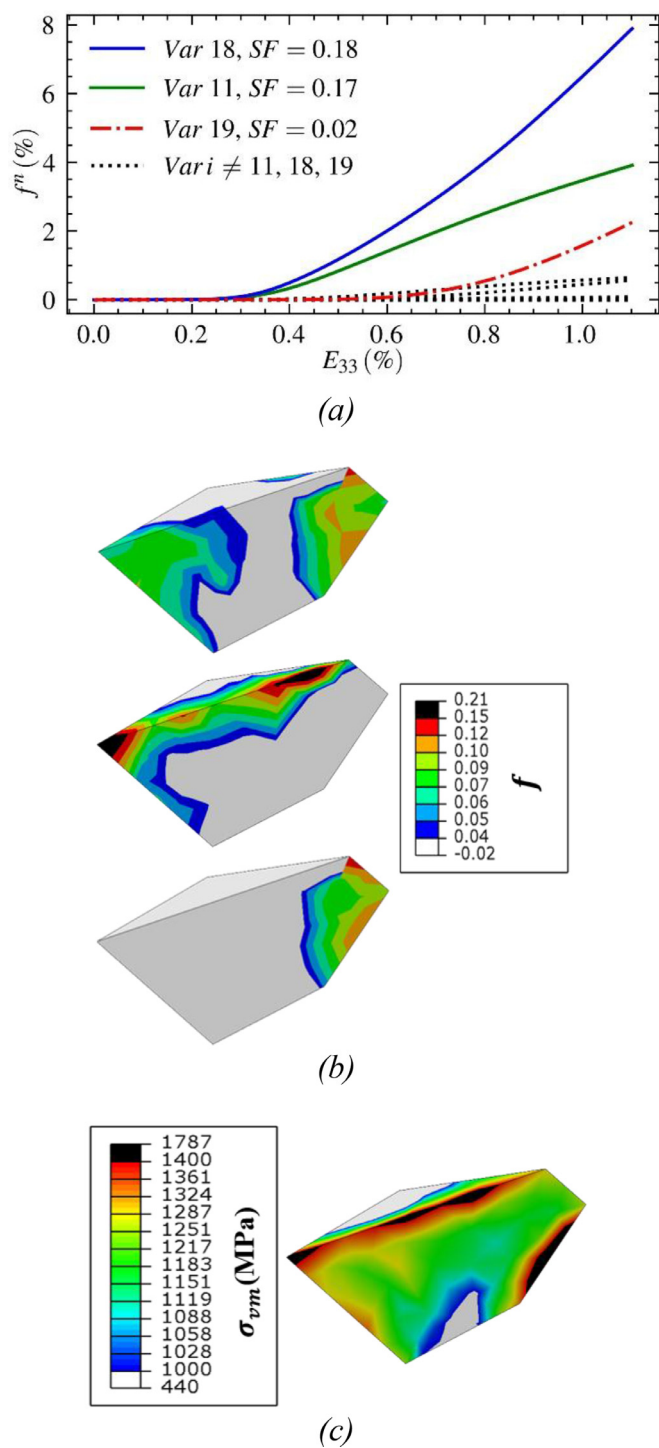 8
Var 18, SF = 0.18
6
Var 11, SF = 0.17
Var 19, SF = 0.02
4
Var i ≠ 11, 18, 19
fⁿ (%)
2
0
0.0 0.2 0.4 0.6 0.8 1.0
E₃₃ (%)
(a)
0.21
0.15
0.12
0.10
0.09
0.07
0.06
0.05
0.04
-0.02
f
(b)
1787
1400
1361
1324
1287
1251
1217
1183
1151
1119
1088
1058
1028
1000
440
σvm (MPa)
(c)